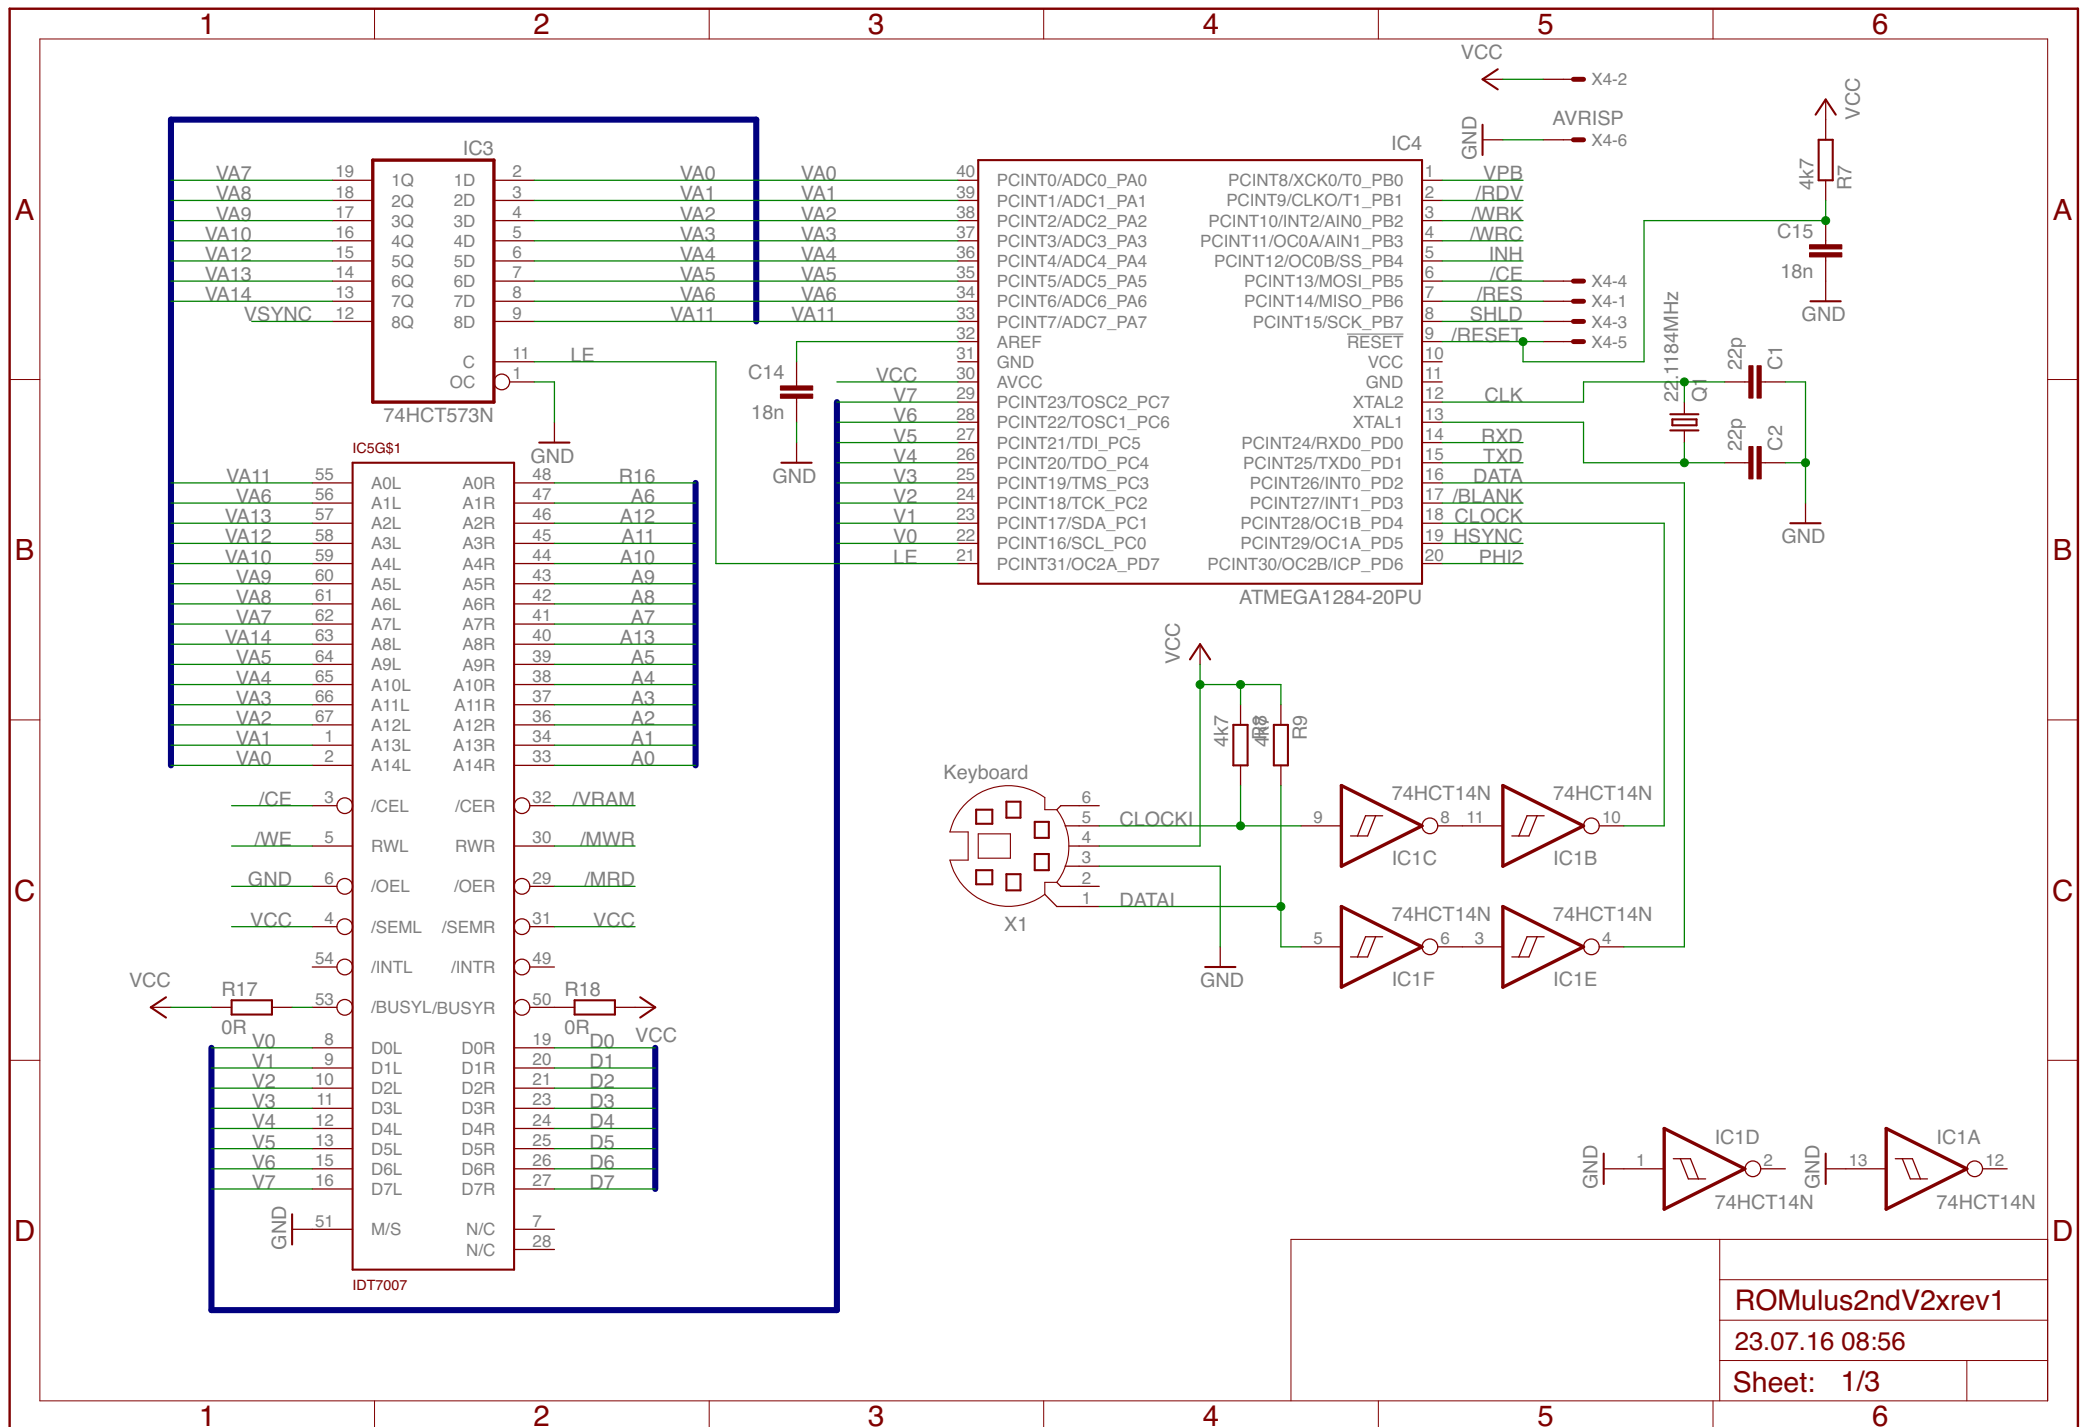 1 2 3 4 5 6
A
B
C
D
A
B
C
D
1 2 3 4 5 6
VCC
X4-2
AVRISP
GND
X4-6
VCC
4k7
R7
C15
18n
GND
IC3
VA7 19 1Q 1D 2 VA0 VA0
VA8 18 2Q 2D 3 VA1 VA1
VA9 17 3Q 3D 4 VA2 VA2
VA10 16 4Q 4D 5 VA3 VA3
VA12 15 5Q 5D 6 VA4 VA4
VA13 14 6Q 6D 7 VA5 VA5
VA14 13 7Q 7D 8 VA6 VA6
VSYNC 12 8Q 8D 9 VA11 VA11
C 11 LE
OC 1
74HCT573N
GND
C14
18n
GND
IC4
40 PCINT0/ADC0_PA0 PCINT8/XCK0/T0_PB0 1 VPB
39 PCINT1/ADC1_PA1 PCINT9/CLKO/T1_PB1 2 /RDV
38 PCINT2/ADC2_PA2 PCINT10/INT2/AIN0_PB2 3 /WRK
37 PCINT3/ADC3_PA3 PCINT11/OC0A/AIN1_PB3 4 /WRC
36 PCINT4/ADC4_PA4 PCINT12/OC0B/SS_PB4 5 INH
35 PCINT5/ADC5_PA5 PCINT13/MOSI_PB5 6 /CE X4-4
34 PCINT6/ADC6_PA6 PCINT14/MISO_PB6 7 /RES X4-1
33 PCINT7/ADC7_PA7 PCINT15/SCK_PB7 8 SHLD X4-3
32 AREF RESET 9 /RESET X4-5
31 GND VCC 10
VCC 30 AVCC GND 11
V7 29 PCINT23/TOSC2_PC7 XTAL2 12 CLK
V6 28 PCINT22/TOSC1_PC6 XTAL1 13
V5 27 PCINT21/TDI_PC5 PCINT24/RXD0_PD0 14 RXD
V4 26 PCINT20/TDO_PC4 PCINT25/TXD0_PD1 15 TXD
V3 25 PCINT19/TMS_PC3 PCINT26/INT0_PD2 16 DATA
V2 24 PCINT18/TCK_PC2 PCINT27/INT1_PD3 17 /BLANK
V1 23 PCINT17/SDA_PC1 PCINT28/OC1B_PD4 18 CLOCK
V0 22 PCINT16/SCL_PC0 PCINT29/OC1A_PD5 19 HSYNC
LE 21 PCINT31/OC2A_PD7 PCINT30/OC2B/ICP_PD6 20 PHI2
ATMEGA1284-20PU
22.1184MHz
Q1
22p
C1
22p
C2
GND
IC5G$1
VA11 55 A0L A0R 48 R16
VA6 56 A1L A1R 47 A6
VA13 57 A2L A2R 46 A12
VA12 58 A3L A3R 45 A11
VA10 59 A4L A4R 44 A10
VA9 60 A5L A5R 43 A9
VA8 61 A6L A6R 42 A8
VA7 62 A7L A7R 41 A7
VA14 63 A8L A8R 40 A13
VA5 64 A9L A9R 39 A5
VA4 65 A10L A10R 38 A4
VA3 66 A11L A11R 37 A3
VA2 67 A12L A12R 36 A2
VA1 1 A13L A13R 34 A1
VA0 2 A14L A14R 33 A0
/CE 3 /CEL /CER 32 /VRAM
/WE 5 RWL RWR 30 /MWR
GND 6 /OEL /OER 29 /MRD
VCC 4 /SEML /SEMR 31 VCC
54 /INTL /INTR 49
VCC R17 0R 53 /BUSYL /BUSYR 50 R18 0R VCC
V0 8 D0L D0R 19 D0
V1 9 D1L D1R 20 D1
V2 10 D2L D2R 21 D2
V3 11 D3L D3R 23 D3
V4 12 D4L D4R 24 D4
V5 13 D5L D5R 25 D5
V6 15 D6L D6R 26 D6
V7 16 D7L D7R 27 D7
GND 51 M/S N/C 7
N/C 28
IDT7007
VCC
4k7
R8
4k7
R9
Keyboard
6
5 CLOCKI
4
3
2
1 DATAI
X1
GND
74HCT14N 74HCT14N
9 8 11 10
IC1C IC1B
74HCT14N 74HCT14N
5 6 3 4
IC1F IC1E
IC1D IC1A
GND 1 2 GND 13 12
74HCT14N 74HCT14N
ROMulus2ndV2xrev1
23.07.16 08:56
Sheet: 1/3